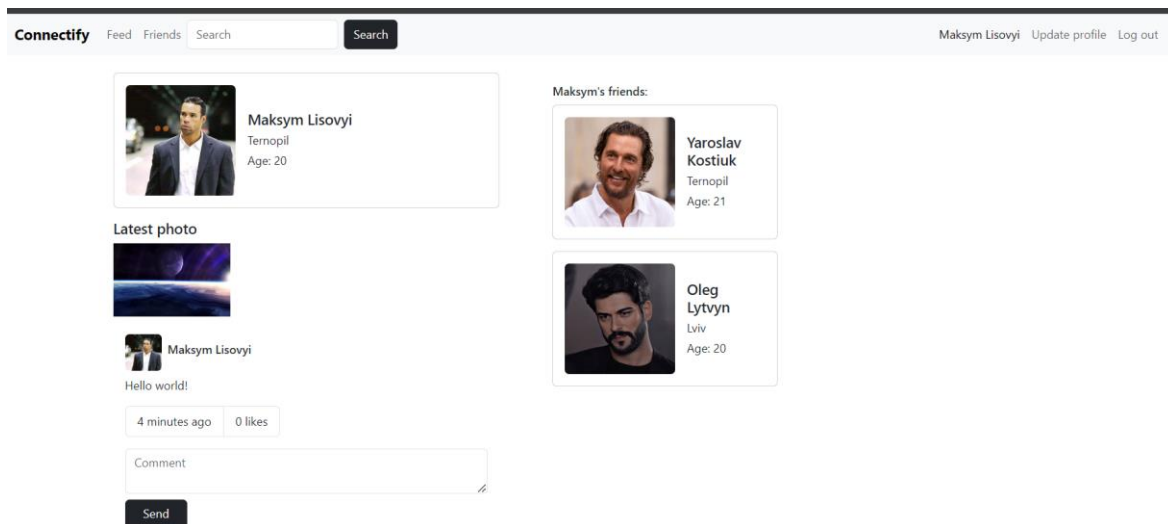 Connectify Feed Friends Search Search Maksym Lisovyi Update profile Log out
Maksym Lisovyi
Ternopil
Age: 20
Latest photo
Maksym Lisovyi
Hello world!
4 minutes ago 0 likes
Comment
Send
Maksym's friends:
Yaroslav
Kostiuk
Ternopil
Age: 21
Oleg
Lytvyn
Lviv
Age: 20